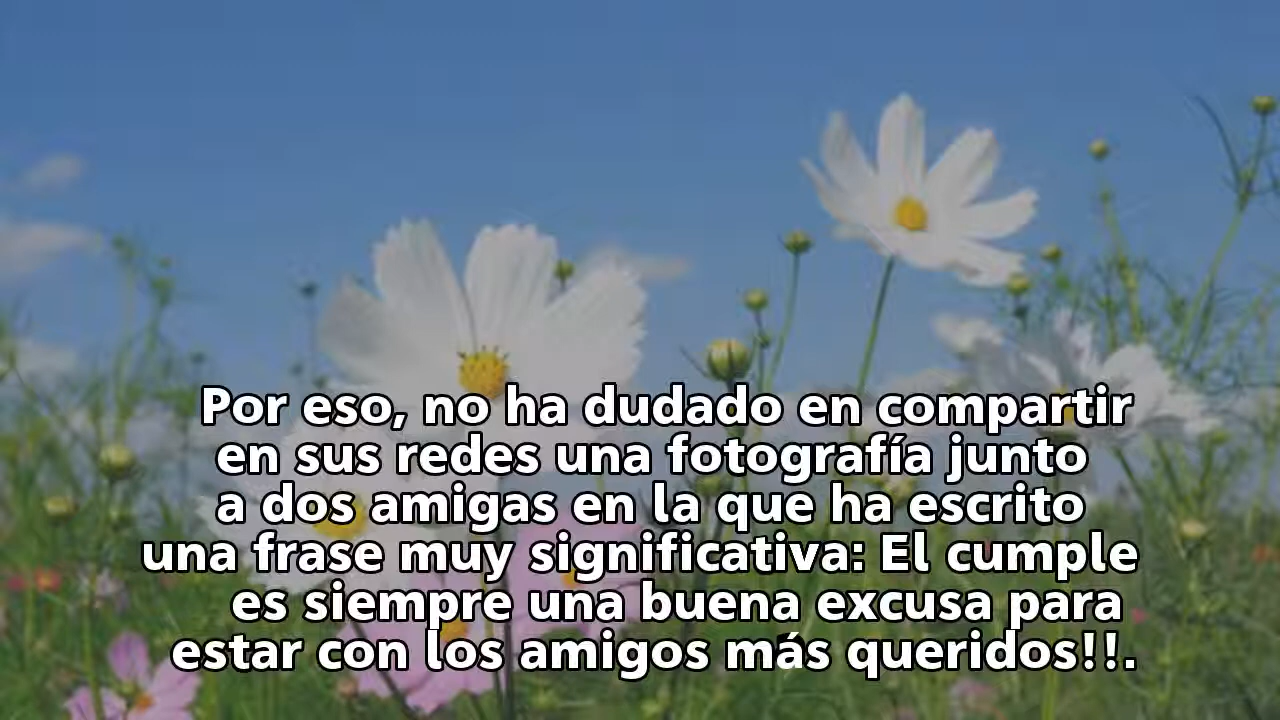 Por eso, no ha dudado en compartir
en sus redes una fotografía junto
a dos amigas en la que ha escrito
una frase muy significativa: El cumple
es siempre una buena excusa para
estar con los amigos más queridos!!.